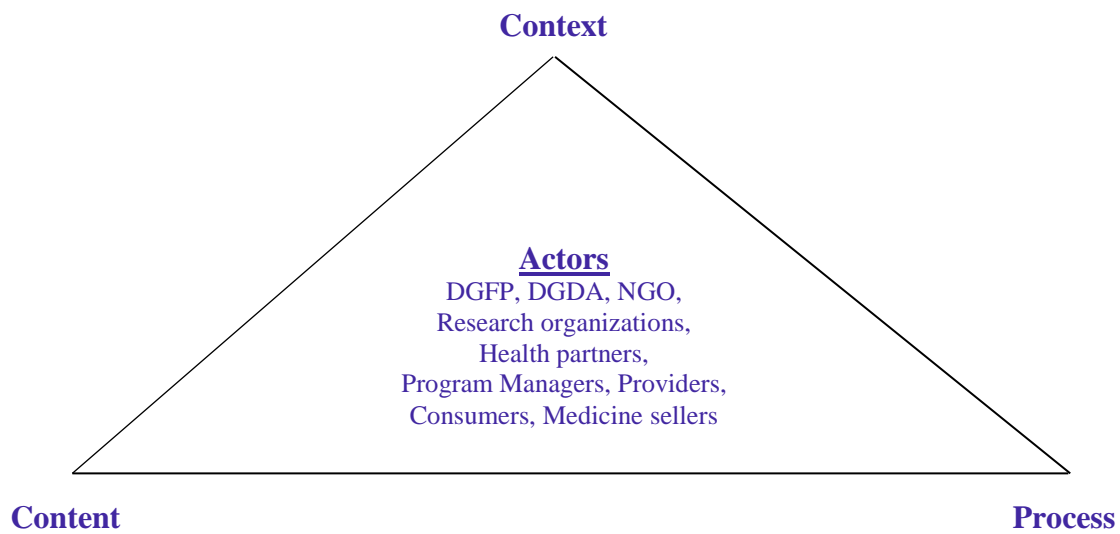 Context
Actors
DGFP, DGDA, NGO,
Research organizations,
Health partners,
Program Managers, Providers,
Consumers, Medicine sellers
Content
Process